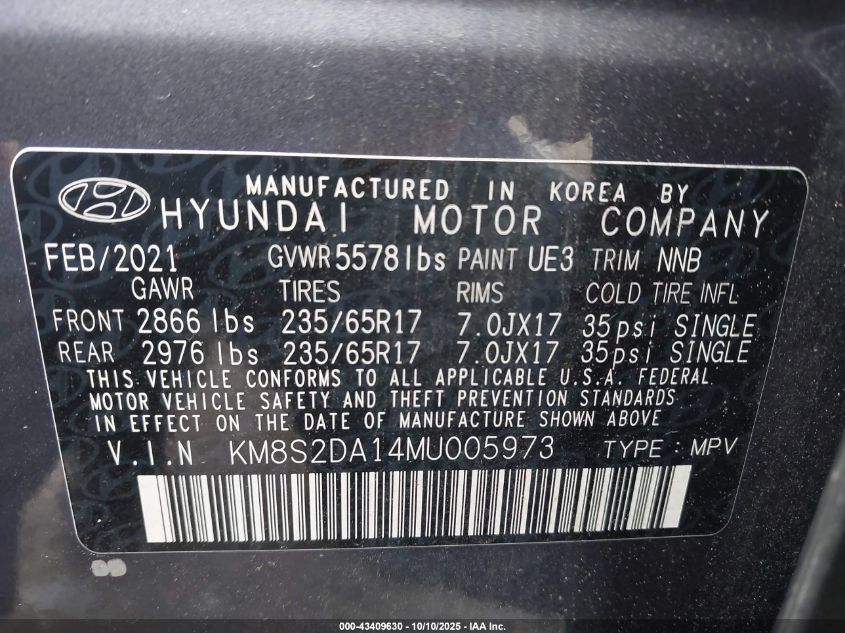 MANUFACTURED IN KOREA BY
HYUNDAI MOTOR COMPANY
FEB/2021 GVWR 5578 lbs PAINT UE3 TRIM NNB
GAWR TIRES RIMS COLD TIRE INFL
FRONT 2866 lbs 235/65R17 7.0JX17 35psi SINGLE
REAR 2976 lbs 235/65R17 7.0JX17 35psi SINGLE
THIS VEHICLE CONFORMS TO ALL APPLICABLE U.S.A. FEDERAL
MOTOR VEHICLE SAFETY AND THEFT PREVENTION STANDARDS
IN EFFECT ON THE DATE OF MANUFACTURE SHOWN ABOVE
V.I.N KM8S2DA14MU005973 TYPE : MPV
000-43409630 - 10/10/2025 - IAA Inc.